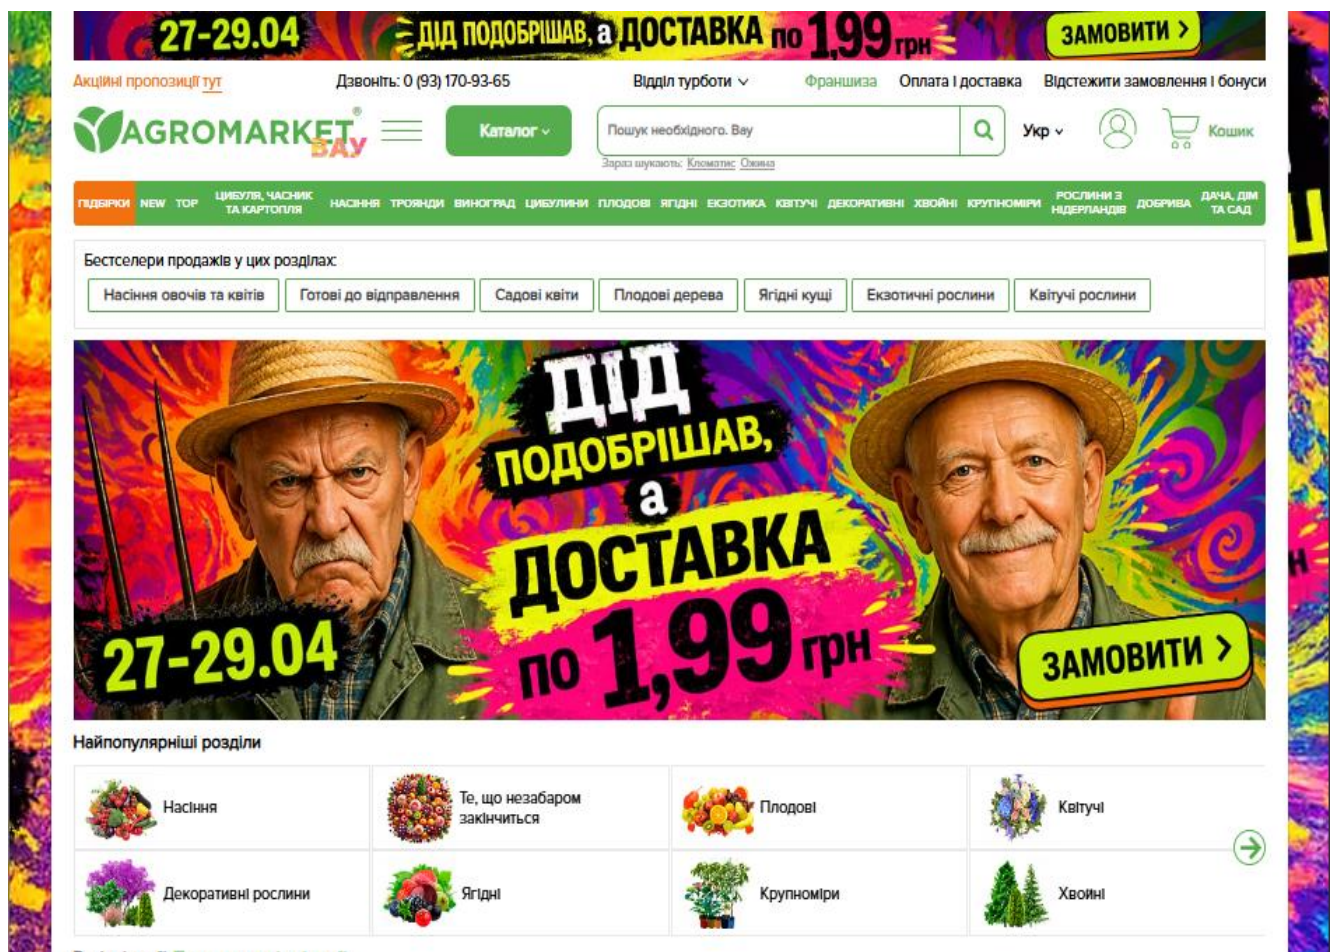 27-29.04 ДІД ПОДОБРІШАВ, а ДОСТАВКА по 1,99 грн ЗАМОВИТИ >
Акційні пропозиції тут Дзвоніть: 0 (93) 170-93-65 Відділ турботи Франшиза Оплата і доставка Відстежити замовлення і бонуси
AGROMARKET® ВАУ Каталог Пошук необхідного. Вау Укр Кошик
Зараз шукають: Клематис Ожина
ПІДБІРКИ NEW TOP ЦИБУЛЯ, ЧАСНИК ТА КАРТОПЛЯ НАСІННЯ ТРОЯНДИ ВИНОГРАД ЦИБУЛИНИ ПЛОДОВІ ЯГІДНІ ЕКЗОТИКА КВІТУЧІ ДЕКОРАТИВНІ ХВОЙНІ КРУПНОМІРИ РОСЛИНИ З НІДЕРЛАНДІВ ДОБРИВА ДАЧА, ДІМ ТА САД
Бестселери продажів у цих розділах:
Насіння овочів та квітів Готові до відправлення Садові квіти Плодові дерева Ягідні кущі Екзотичні рослини Квітучі рослини
ДІД
ПОДОБРІШАВ,
а
ДОСТАВКА
по 1,99 грн
27-29.04
ЗАМОВИТИ >
Найпопулярніші розділи
Насіння
Те, що незабаром
закінчиться
Плодові
Квітучі
Декоративні рослини
Ягідні
Крупноміри
Хвойні